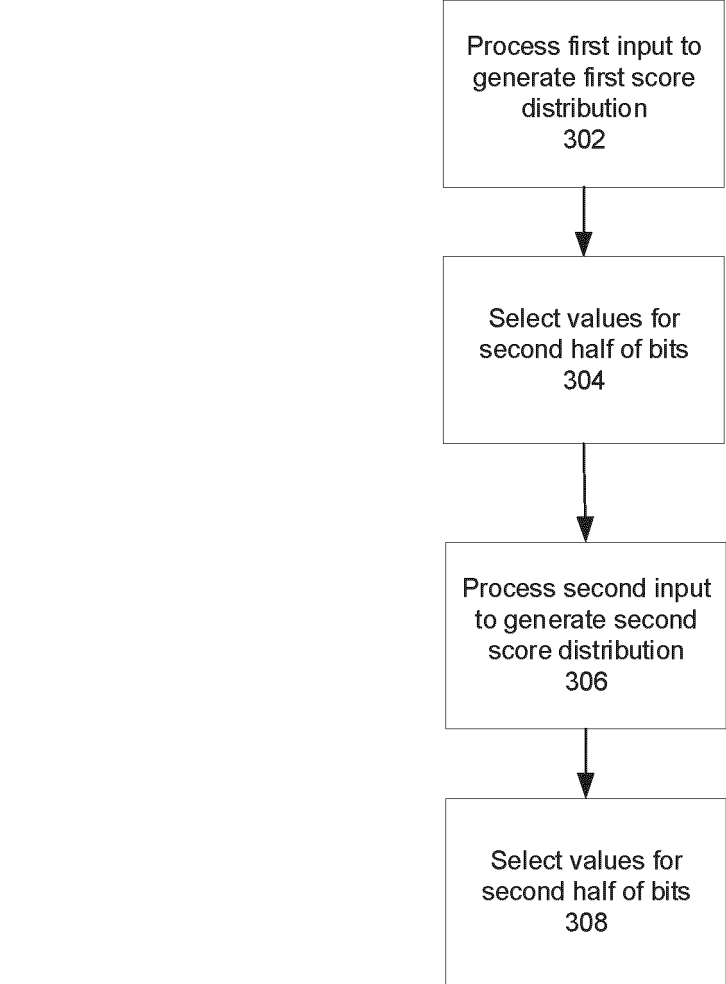 Process first input to
generate first score
distribution
302
Select values for
second half of bits
304
Process second input
to generate second
score distribution
306
Select values for
second half of bits
308